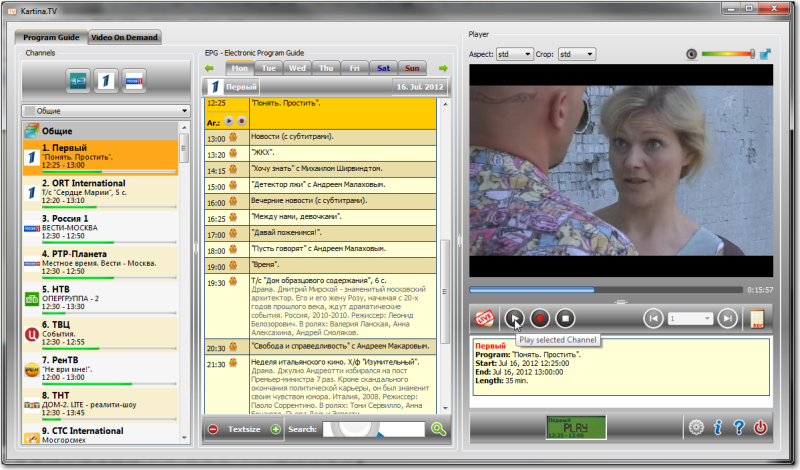 Kartina.TV
Program Guide
Video On Demand
Channels
Общие
Общие
1. Первый
"Понять. Простить".
12:25 - 13:00
2. ORT International
Т/с "Сердце Марии", 5 с.
12:20 - 13:10
3. Россия 1
ВЕСТИ-МОСКВА
12:30 - 12:50
4. РТР-Планета
Местное время. Вести - Москва.
12:30 - 12:50
5. НТВ
ОПЕРГРУППА - 2
12:30 - 13:30
6. ТВЦ
События.
12:30 - 12:55
7. РенТВ
"Не ври мне!".
12:00 - 13:00
8. ТНТ
ДОМ-2. LITE - реалити-шоу
12:30 - 13:45
9. СТС International
Мосгорсмех
EPG - Electronic Program Guide
Mon Tue Wed Thu Fri Sat Sun
Первый 16. Jul. 2012
12:25 "Понять. Простить".
Ar.:
13:00 Новости (с субтитрами).
13:20 "ЖКХ".
14:15 "Хочу знать" с Михаилом Ширвиндтом.
15:00 "Детектор лжи" с Андреем Малаховым.
16:00 Вечерние новости (с субтитрами).
16:25 "Между нами, девочками".
17:00 "Давай поженимся!".
18:00 "Пусть говорят" с Андреем Малаховым.
19:00 "Время".
19:30 Т/с "Дом образцового содержания", 6 с.
Драма. Дмитрий Мирской - знаменитый московский
архитектор. Его и его жену Розу, начиная с 20-х
годов прошлого века, ждут драматические
события. Россия, 2010-2010. Режиссер: Леонид
Белозорович. В ролях: Валерия Ланская, Анна
Алексахина, Андрей Смоляков.
20:30 "Свобода и справедливость" с Андреем Макаровым.
21:30 Неделя итальянского кино. Х/ф "Изумительный".
Драма. Джулио Андреотти избирался на пост
Премьер-министра 7 раз. Кроме скандального
окончания политической карьеры, он был знаменит
своим чувством юмора. Италия, 2008. Режиссер:
Паоло Соррентино. В ролях: Тони Сервилло, Анна
Textsize Search:
Player
Aspect: std Crop: std
0:15:57
LIVE
1
REC
Play selected Channel
Первый
Program: "Понять. Простить".
Start: Jul 16, 2012 12:25:00
End: Jul 16, 2012 13:00:00
Length: 35 min.
Первый
PLAY
12:25 - 13:00